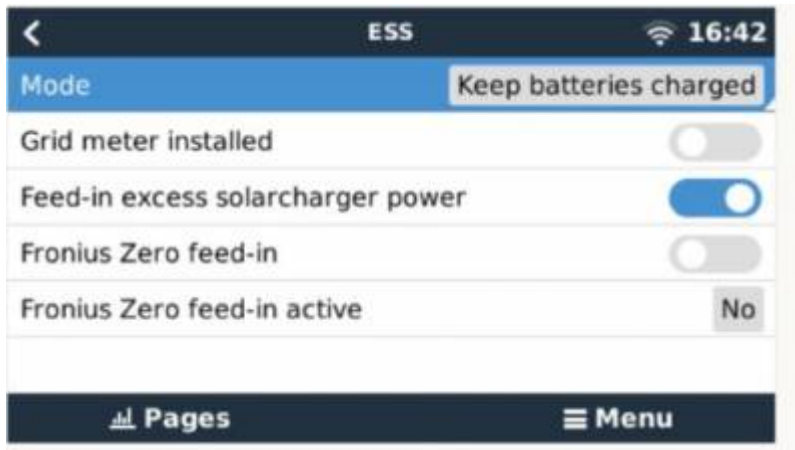 ESS 16:42
Mode Keep batteries charged
Grid meter installed
Feed-in excess solarcharger power
Fronius Zero feed-in
Fronius Zero feed-in active No
Pages Menu